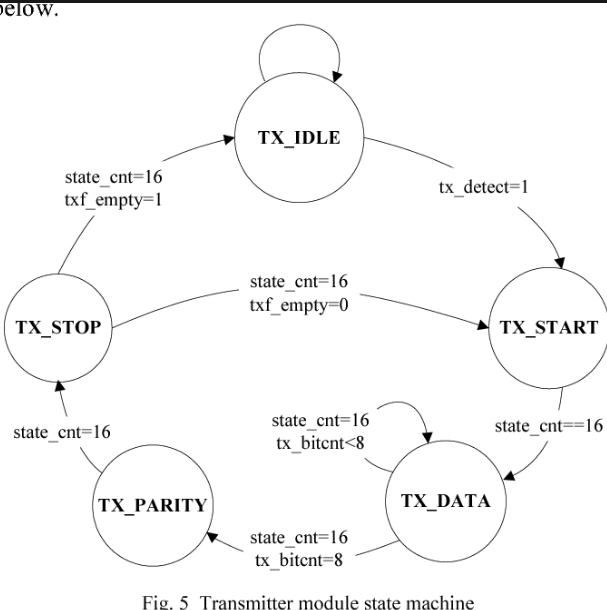 below.
TX_IDLE
state_cnt=16
txf_empty=1
tx_detect=1
state_cnt=16
txf_empty=0
TX_STOP
TX_START
state_cnt=16
state_cnt=16
tx_bitcnt<8
state_cnt==16
TX_PARITY
TX_DATA
state_cnt=16
tx_bitcnt=8
Fig. 5 Transmitter module state machine